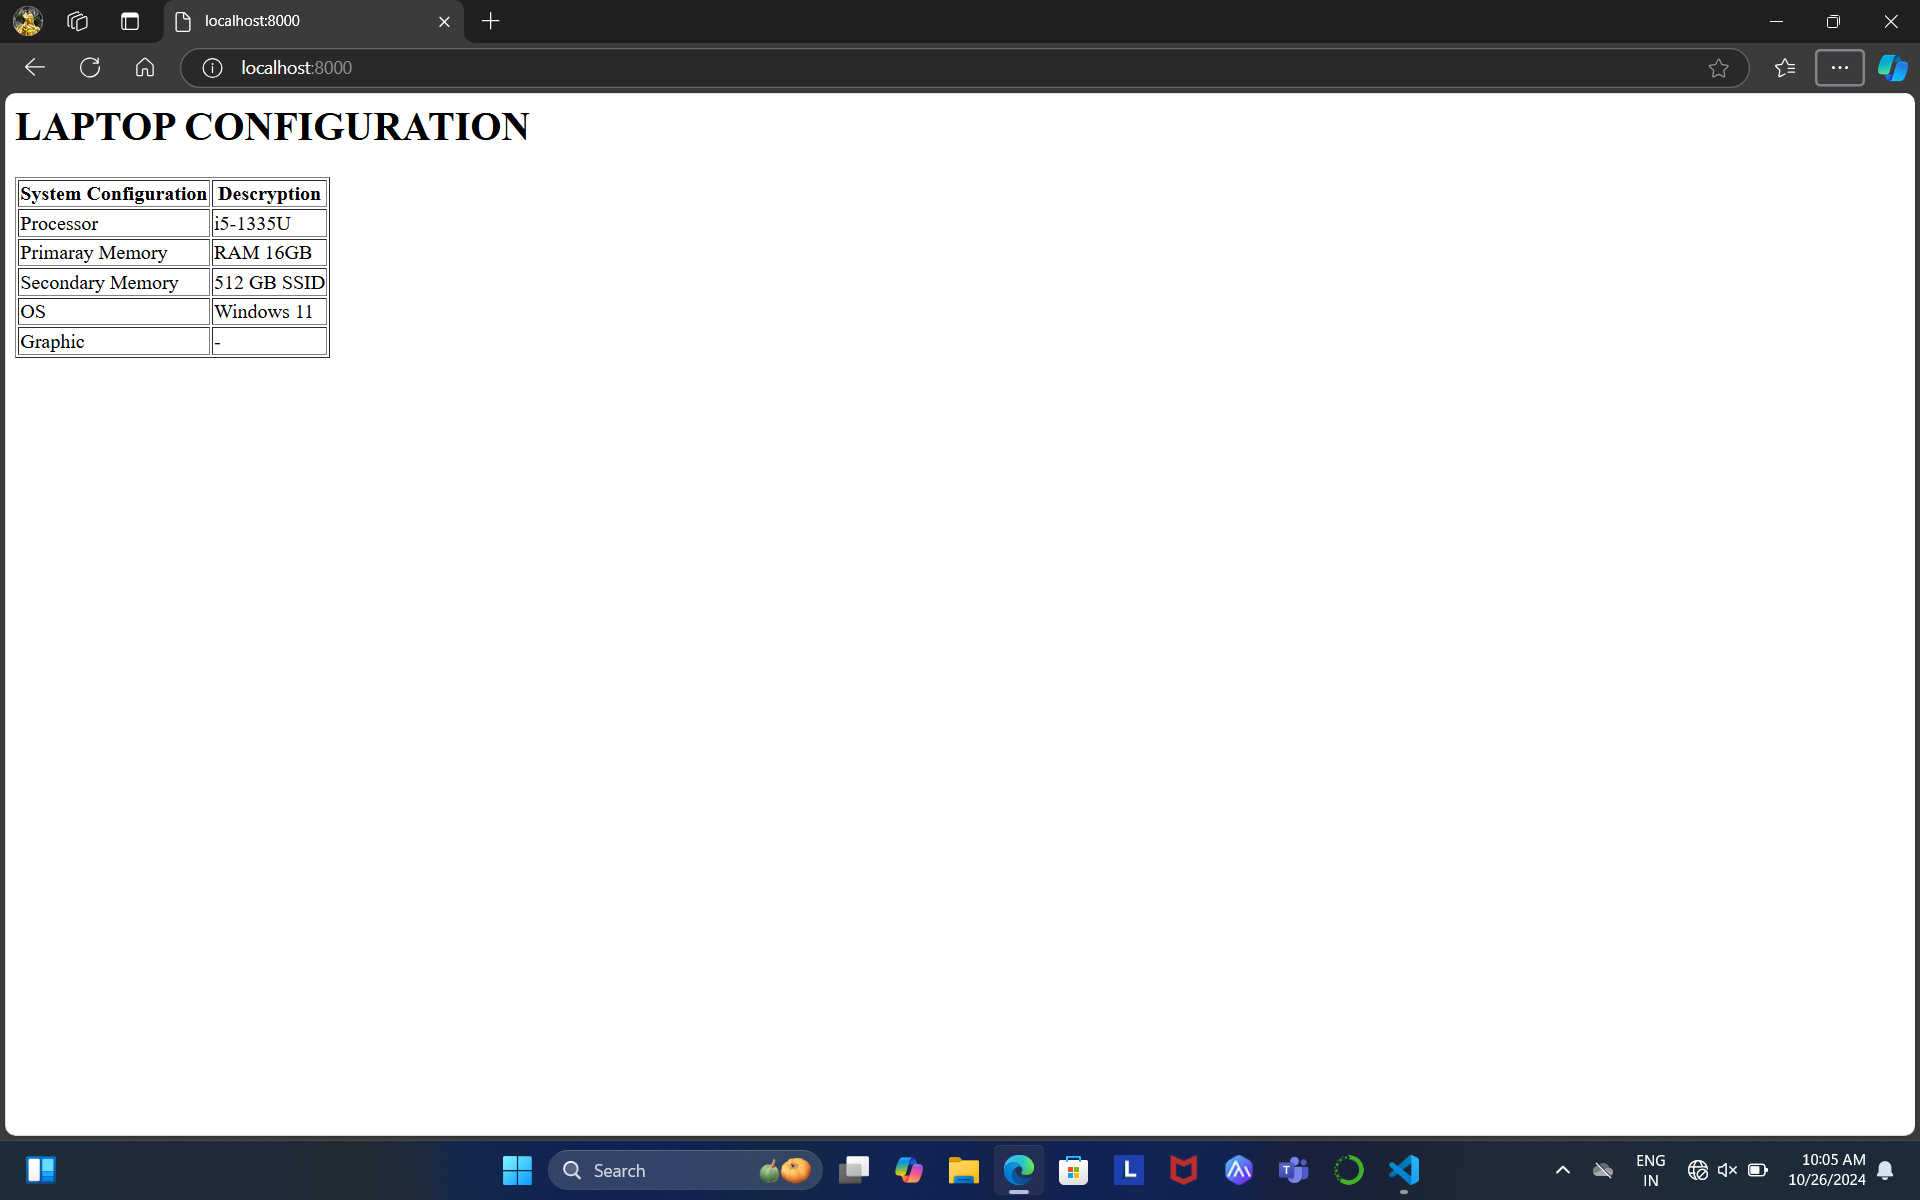 localhost:8000
localhost:8000
LAPTOP CONFIGURATION
System Configuration Descryption
Processor i5-1335U
Primaray Memory RAM 16GB
Secondary Memory 512 GB SSID
OS Windows 11
Graphic -
Search
L
T
ENG
IN
10:05 AM
10/26/2024